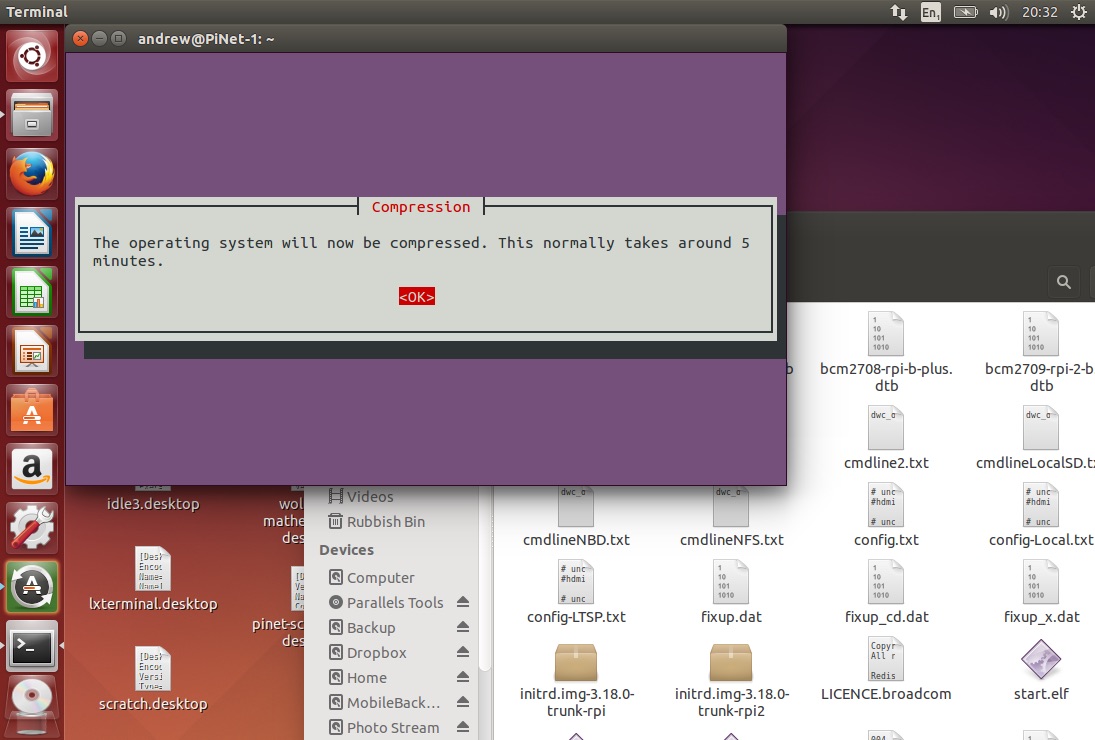 Terminal
En1
20:32
andrew@PiNet-1: ~
Compression
The operating system will now be compressed. This normally takes around 5
minutes.
<OK>
idle3.desktop
wol
mathe
des
lxterminal.desktop
pinet-sc
des
scratch.desktop
Videos
Rubbish Bin
Devices
Computer
Parallels Tools
Backup
Dropbox
Home
MobileBack...
Photo Stream
b
bcm2708-rpi-b-plus.
dtb
bcm2709-rpi-2-b
dtb
cmdline2.txt
cmdlineLocalSD.tx
cmdlineNBD.txt
cmdlineNFS.txt
config.txt
config-Local.txt
config-LTSP.txt
fixup.dat
fixup_cd.dat
fixup_x.dat
initrd.img-3.18.0-
trunk-rpi
initrd.img-3.18.0-
trunk-rpi2
LICENCE.broadcom
start.elf